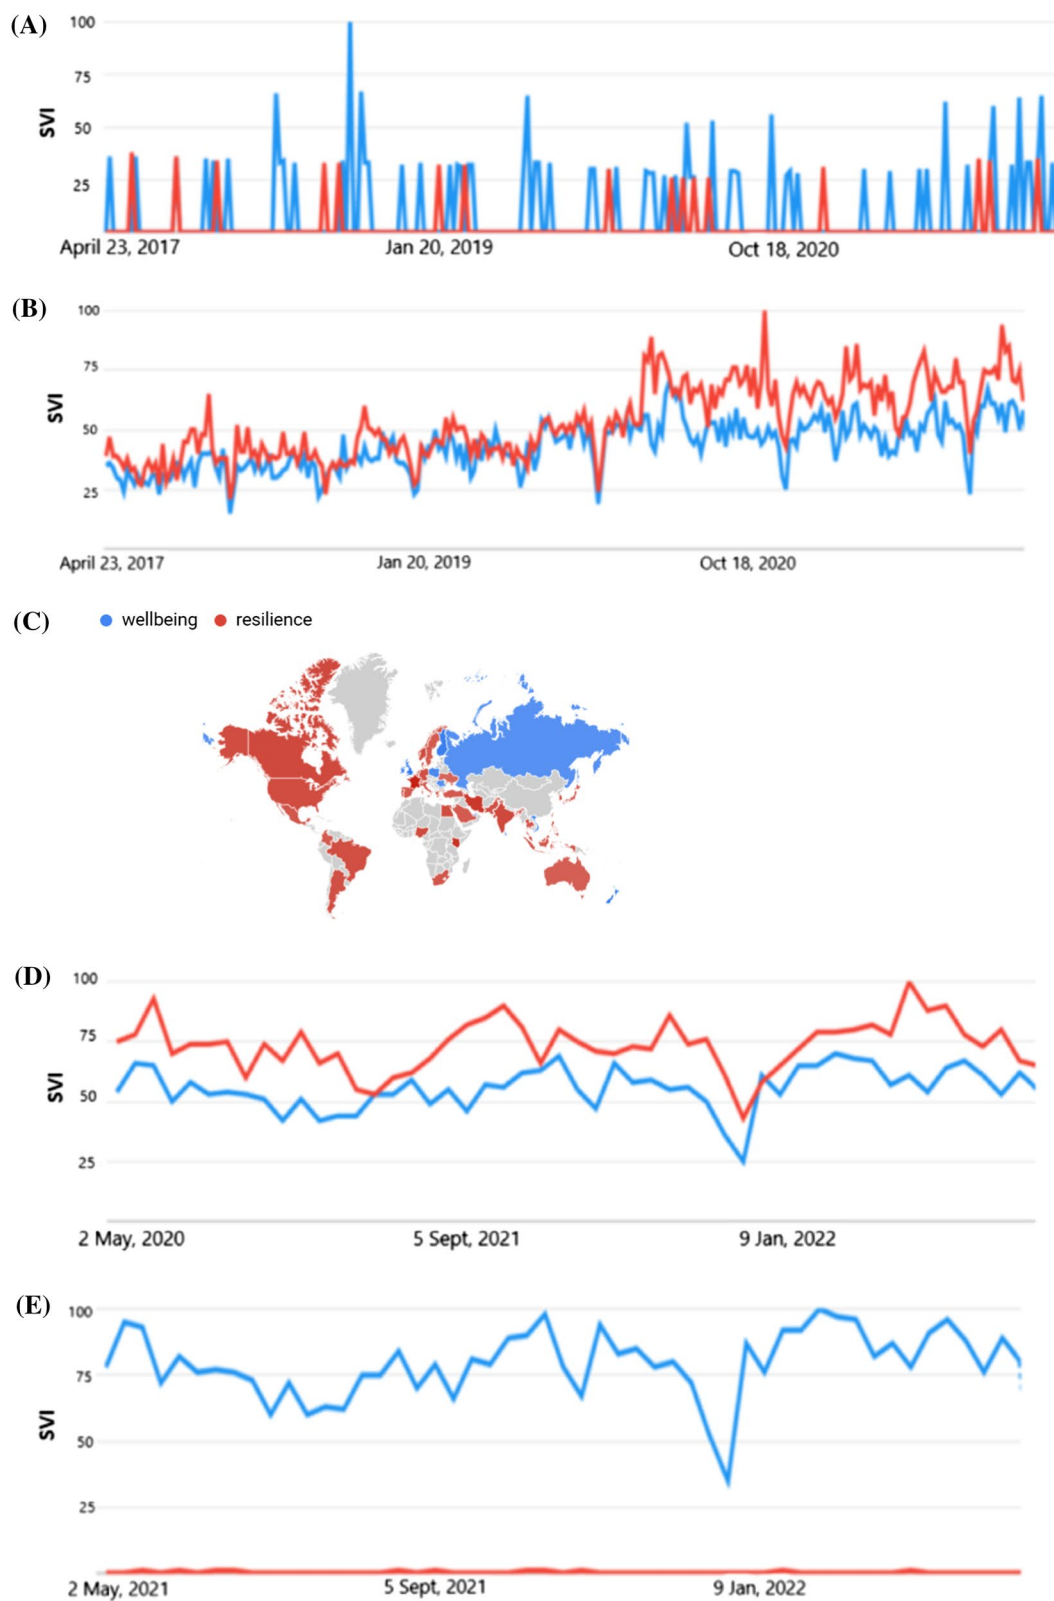 (A)
100
75
50
25
SVI
April 23, 2017 Jan 20, 2019 Oct 18, 2020
(B)
100
75
50
25
SVI
April 23, 2017 Jan 20, 2019 Oct 18, 2020
(C)
wellbeing resilience
(D)
100
75
50
25
SVI
2 May, 2020 5 Sept, 2021 9 Jan, 2022
(E)
100
75
50
25
SVI
2 May, 2021 5 Sept, 2021 9 Jan, 2022